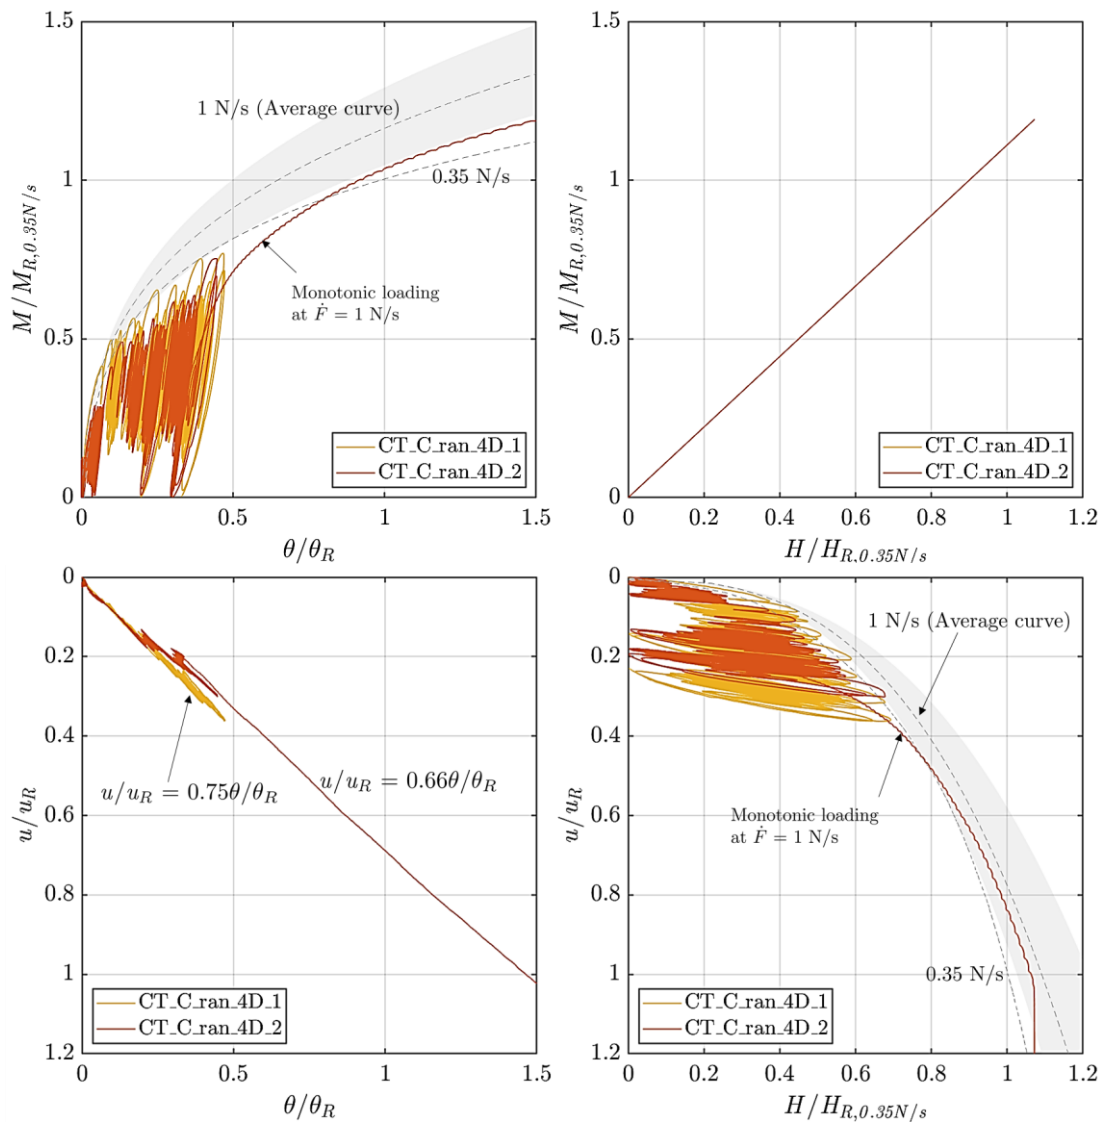 1.5
1
0.5
0
M/M_{R,0.35N/s}
1 N/s (Average curve)
0.35 N/s
Monotonic loading
at Ḟ = 1 N/s
CT_C_ran_4D_1
CT_C_ran_4D_2
0 0.5 1 1.5
θ/θ_R
1.5
1
0.5
0
M/M_{R,0.35N/s}
CT_C_ran_4D_1
CT_C_ran_4D_2
0 0.2 0.4 0.6 0.8 1 1.2
H/H_{R,0.35N/s}
0
0.2
0.4
0.6
0.8
1
1.2
u/u_R
u/u_R = 0.75θ/θ_R
u/u_R = 0.66θ/θ_R
CT_C_ran_4D_1
CT_C_ran_4D_2
0 0.5 1 1.5
θ/θ_R
0
0.2
0.4
0.6
0.8
1
1.2
u/u_R
1 N/s (Average curve)
Monotonic loading
at Ḟ = 1 N/s
0.35 N/s
CT_C_ran_4D_1
CT_C_ran_4D_2
0 0.2 0.4 0.6 0.8 1 1.2
H/H_{R,0.35N/s}